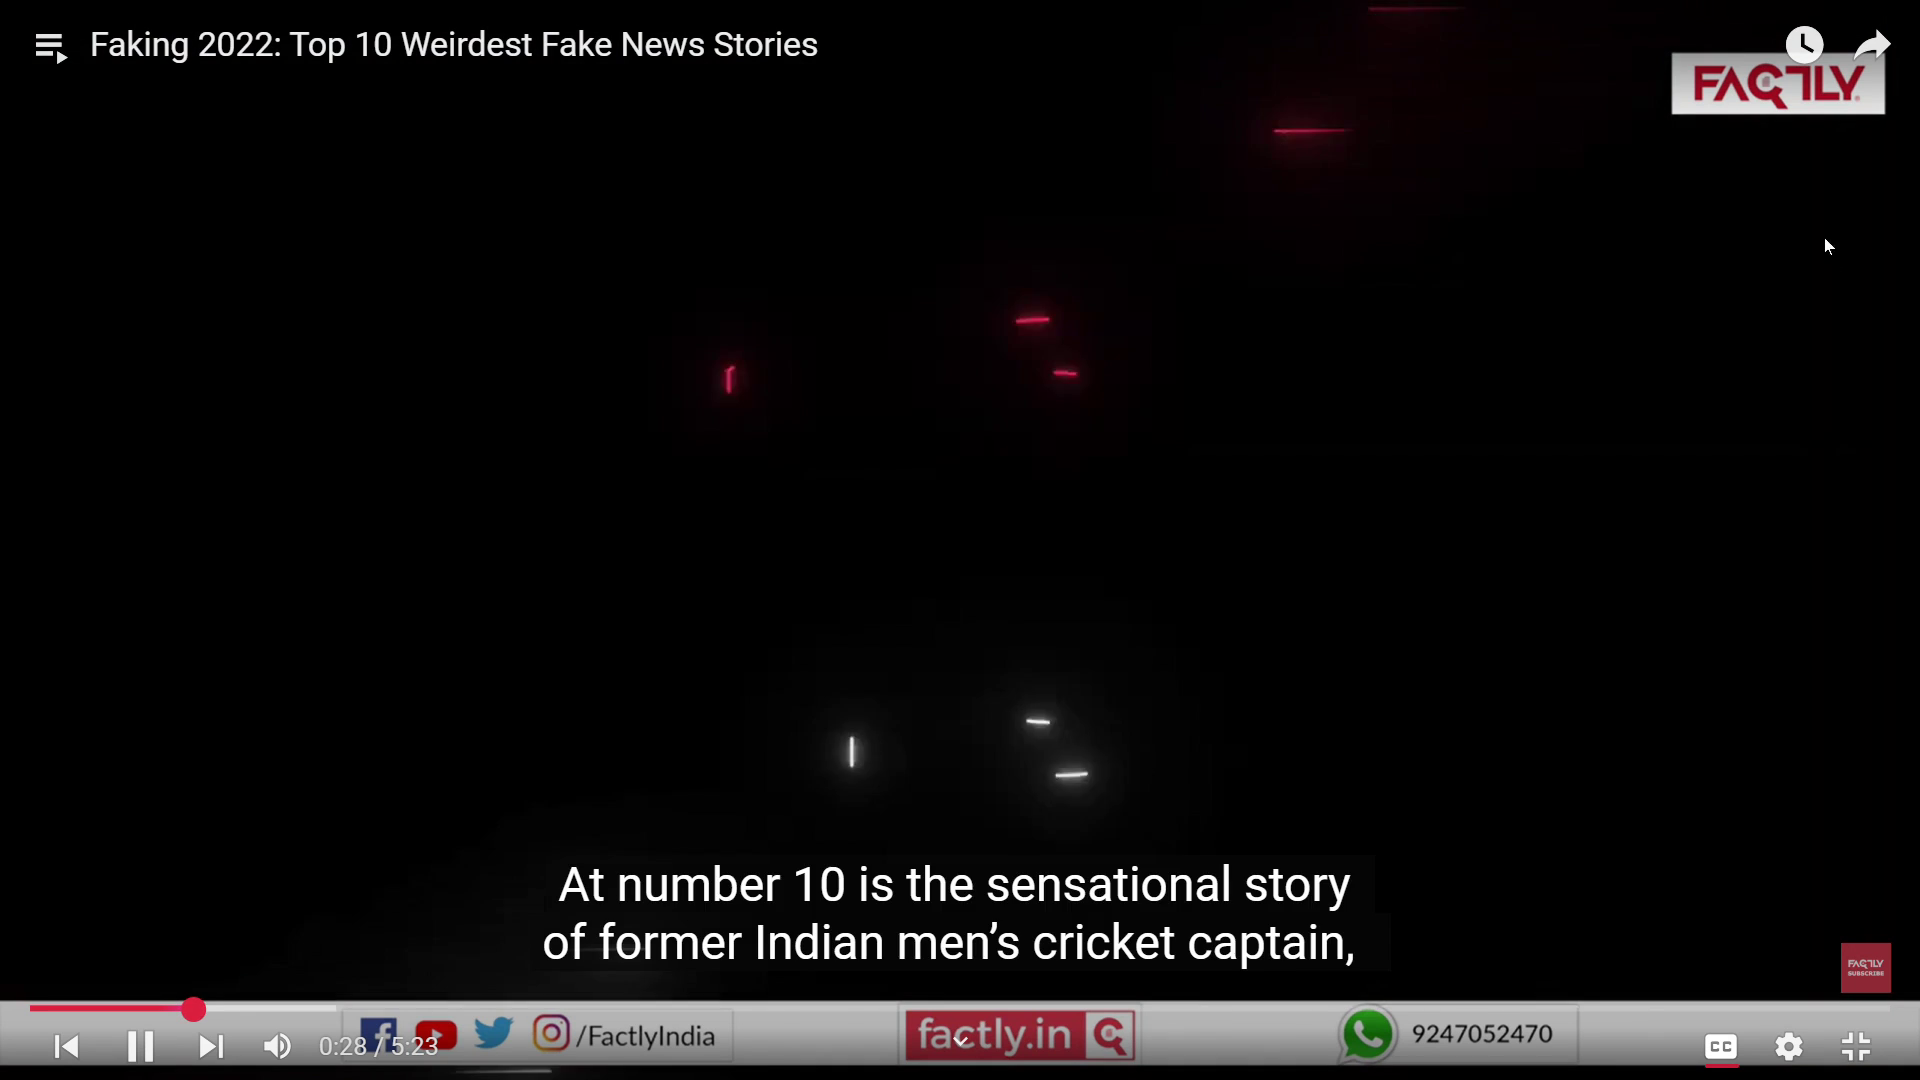 Faking 2022: Top 10 Weirdest Fake News Stories
FACTLY
At number 10 is the sensational story
of former Indian men’s cricket captain,
FACTLY
SUBSCRIBE
0:28 / 5:23
/FactlyIndia
factly.in
9247052470
CC